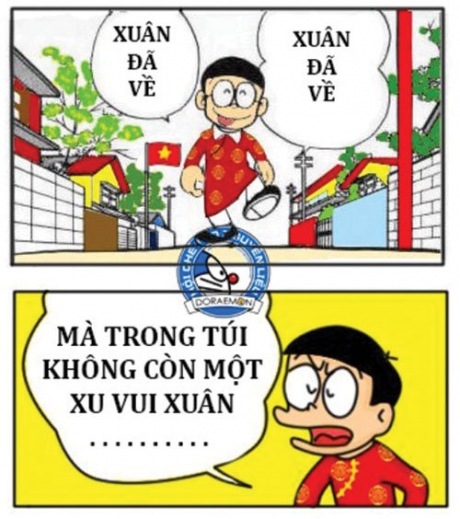 XUÂN
ĐÃ
VỀ
XUÂN
ĐÃ
VỀ
DORAEMON
MÀ TRONG TÚI
KHÔNG CÒN MỘT
XU VUI XUÂN
..........